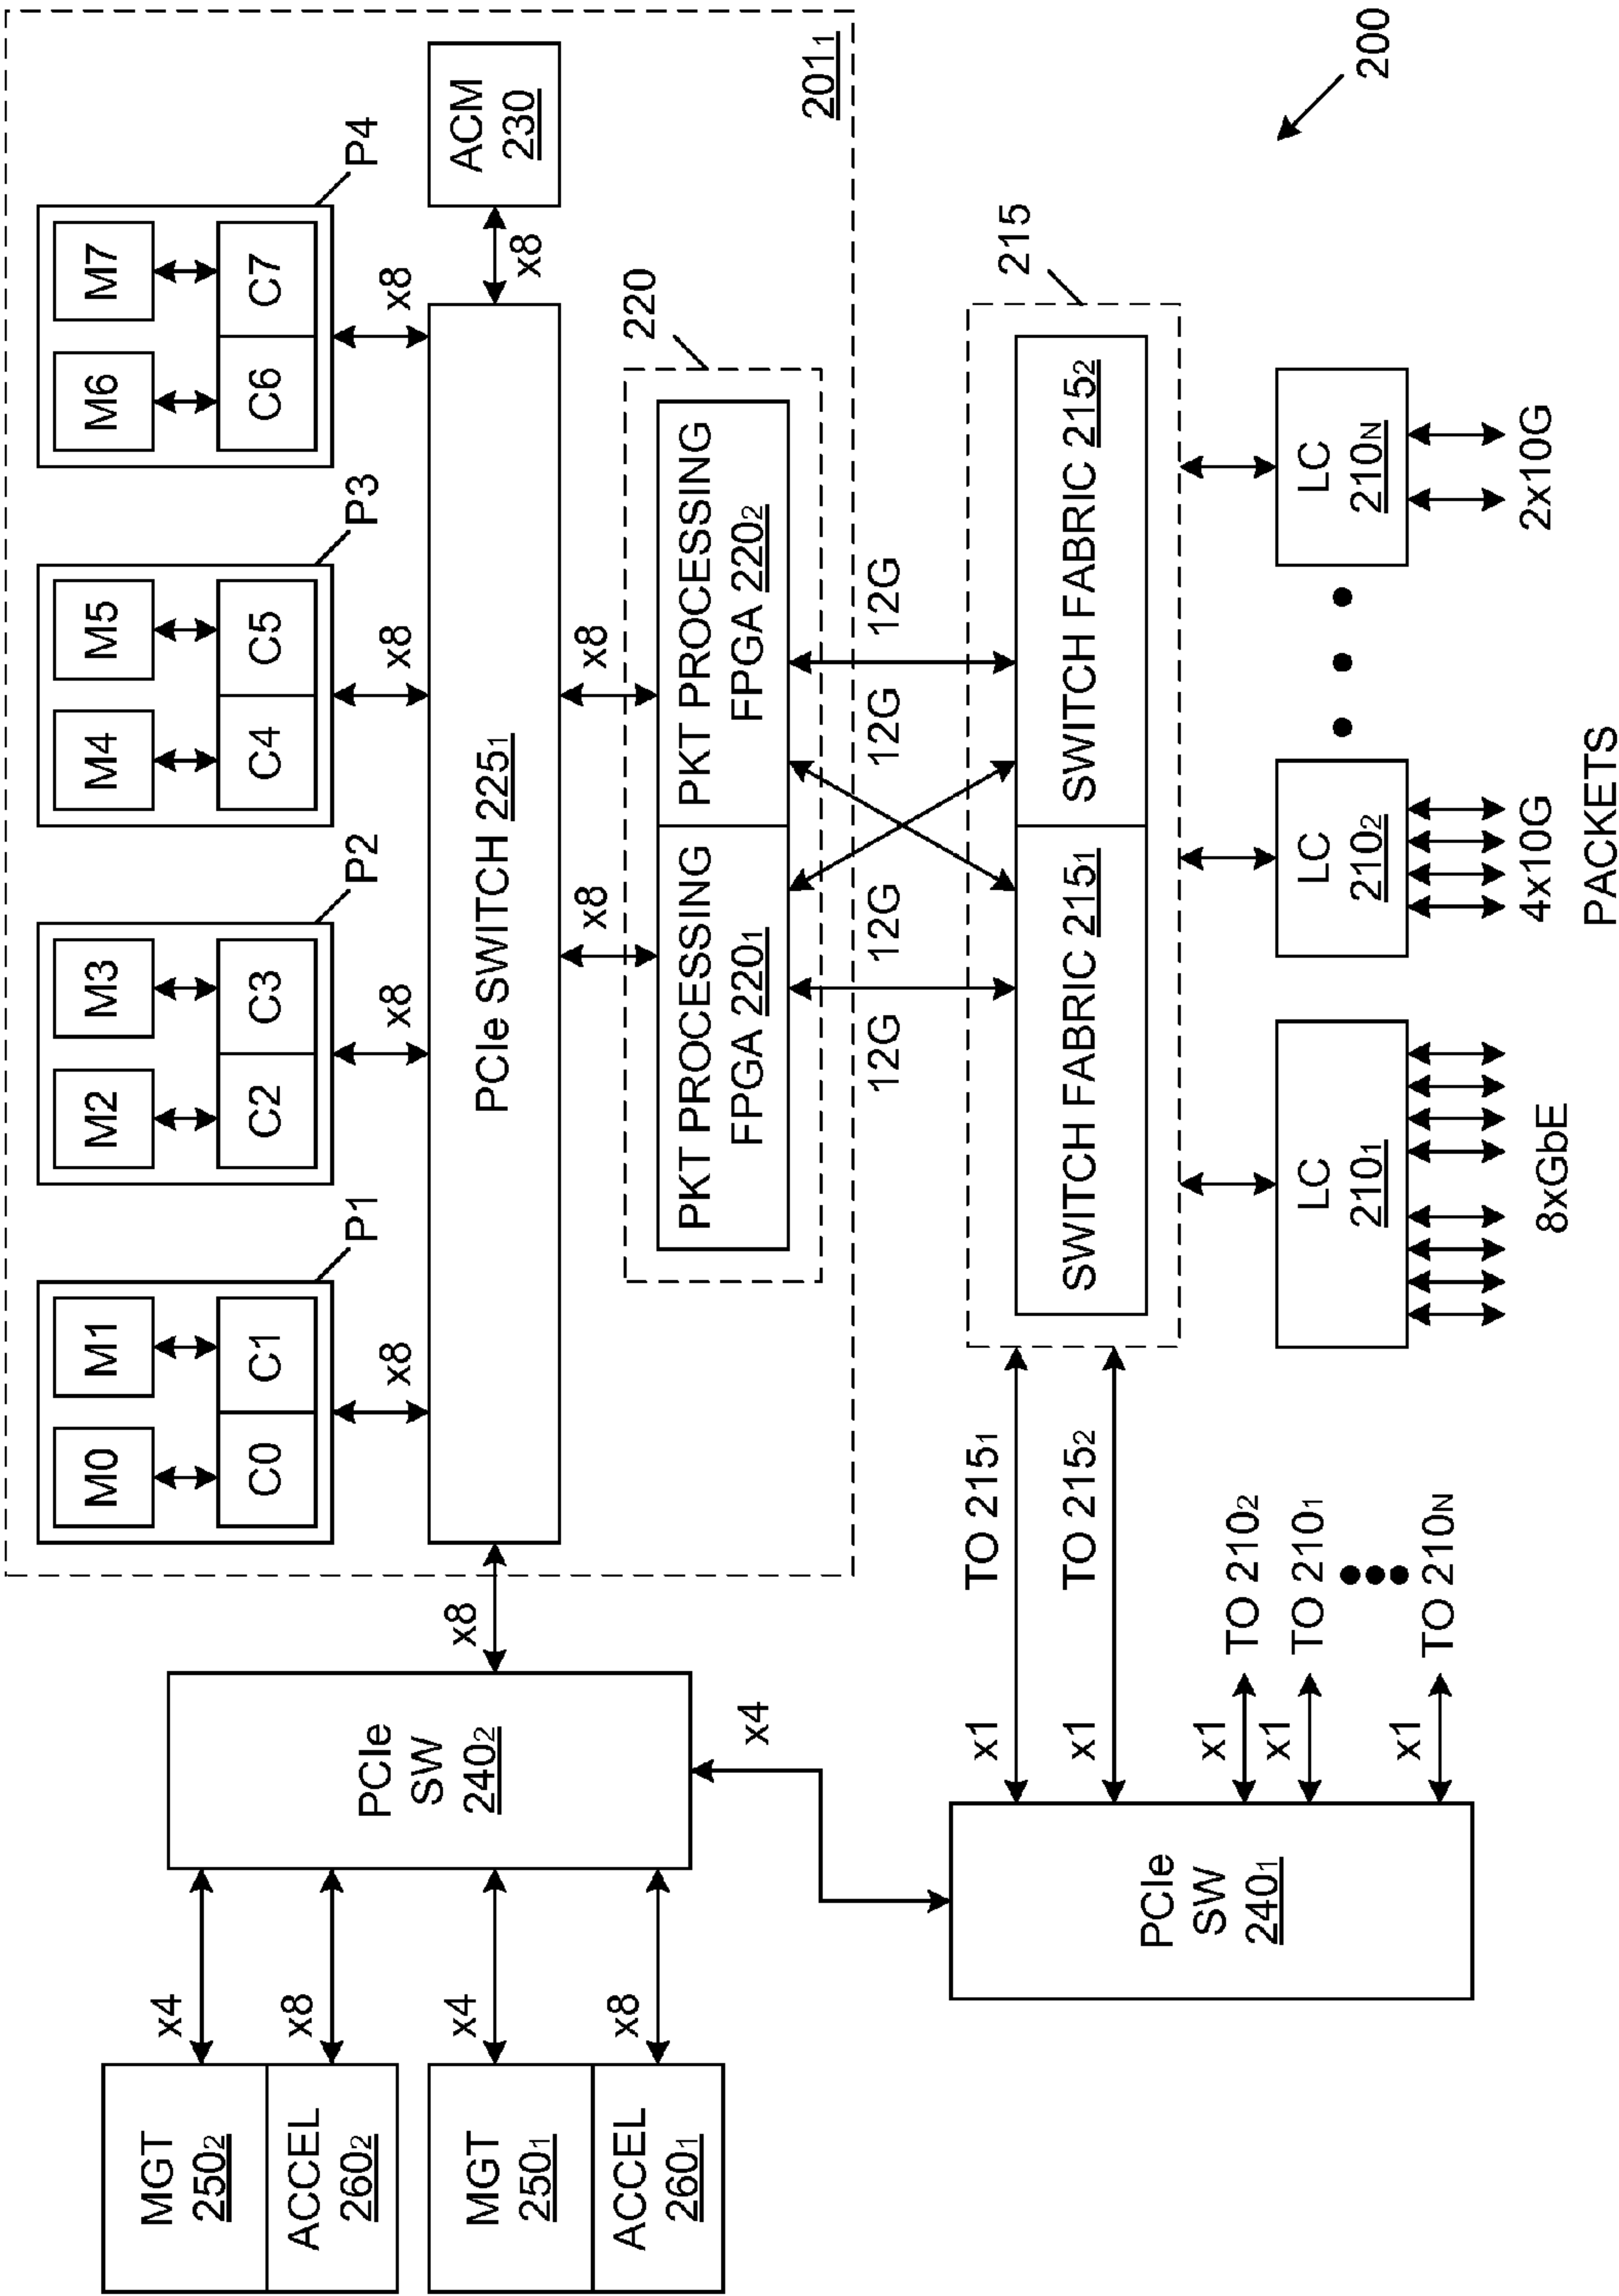 M0
M1
C0
C1
P1
M2
M3
C2
C3
P2
M4
M5
C4
C5
P3
M6
M7
C6
C7
P4
x8
x8
x8
x8
MGT
250₂
x4
ACCEL
260₂
x8
MGT
250₁
x4
ACCEL
260₁
x8
PCIe
SW
240₂
x8
PCIe SWITCH 225₁
x8
ACM
230
x8
x8
220
PKT PROCESSING
FPGA 220₁
PKT PROCESSING
FPGA 220₂
201₁
x4
12G
12G
12G
12G
215
x1
TO 215₁
x1
TO 215₂
SWITCH FABRIC 215₁
SWITCH FABRIC 215₂
PCIe
SW
240₁
x1
TO 210₂
x1
TO 210₁
x1
TO 210N
LC
210₁
LC
210₂
LC
210N
8xGbE
4x10G
2x10G
PACKETS
200